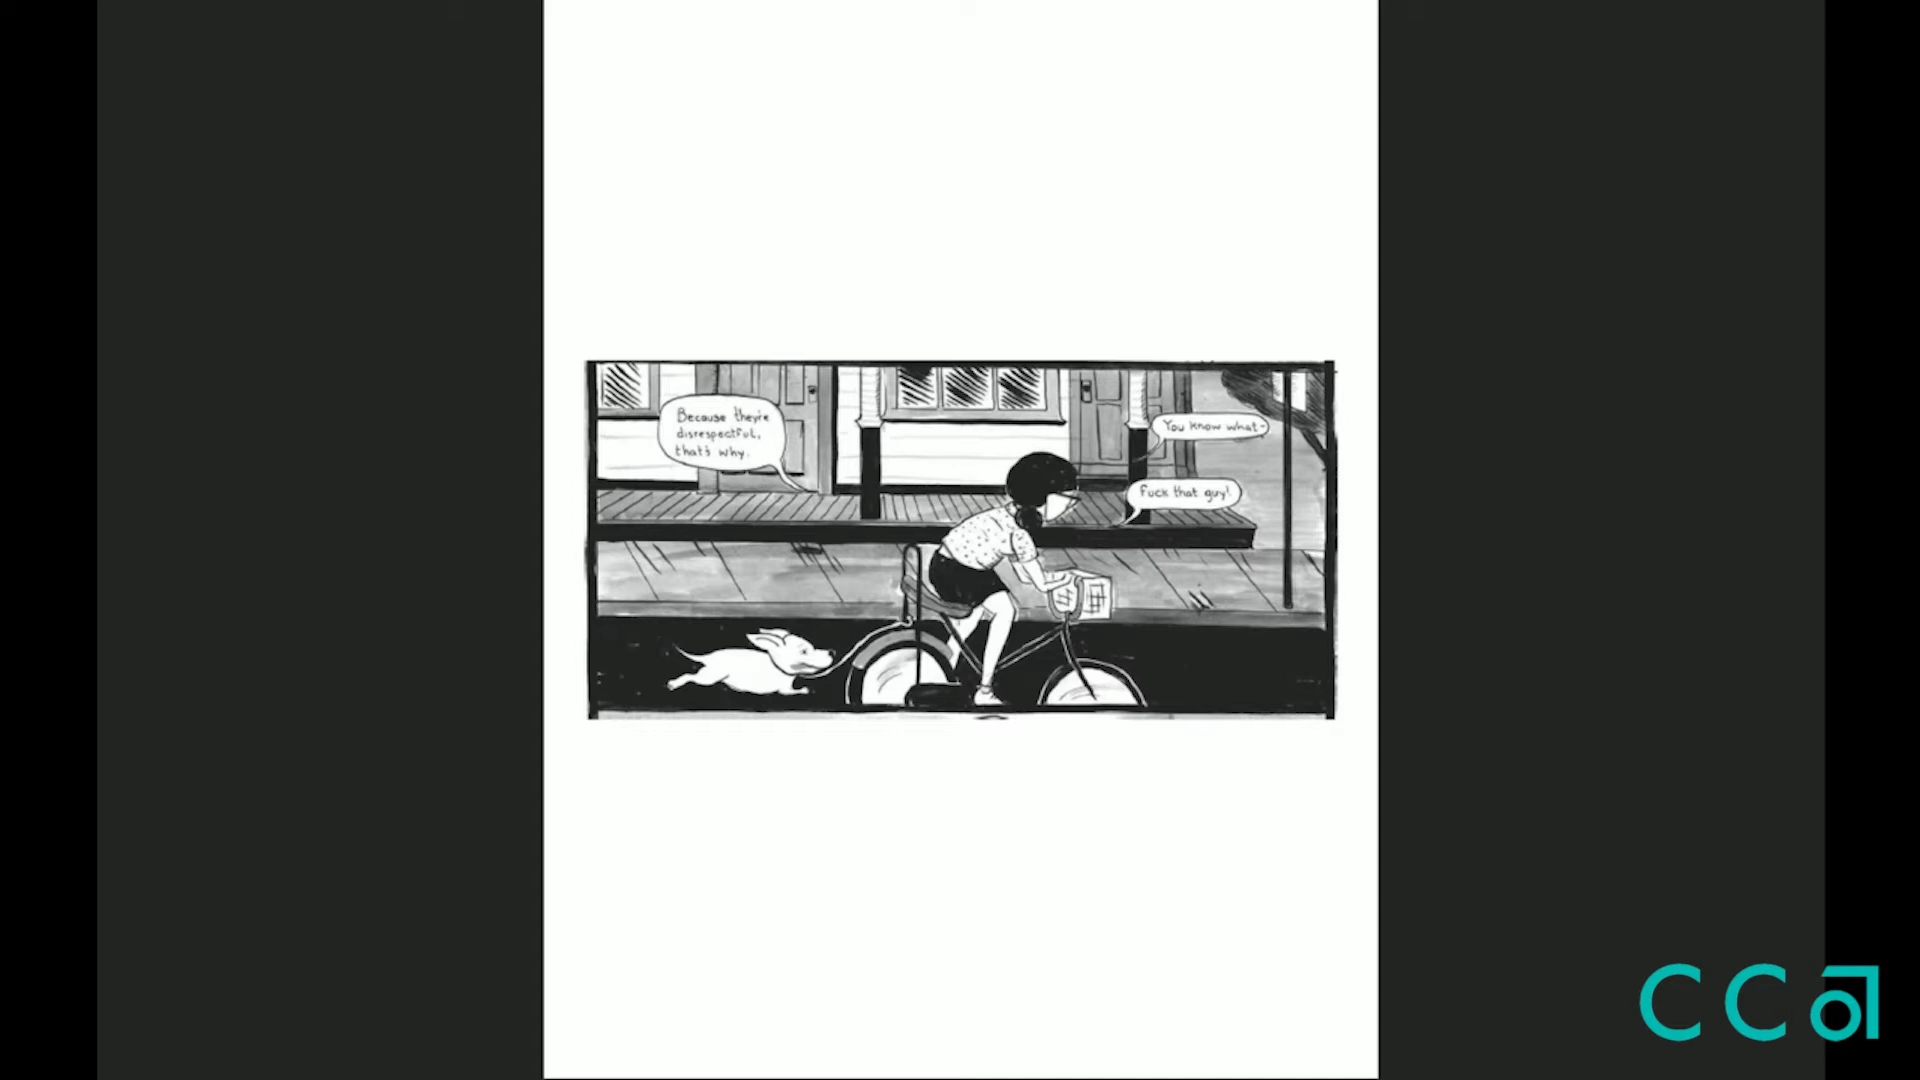 Because they're
disrespectful,
that's why.
You know what-
Fuck that guy!
CCA